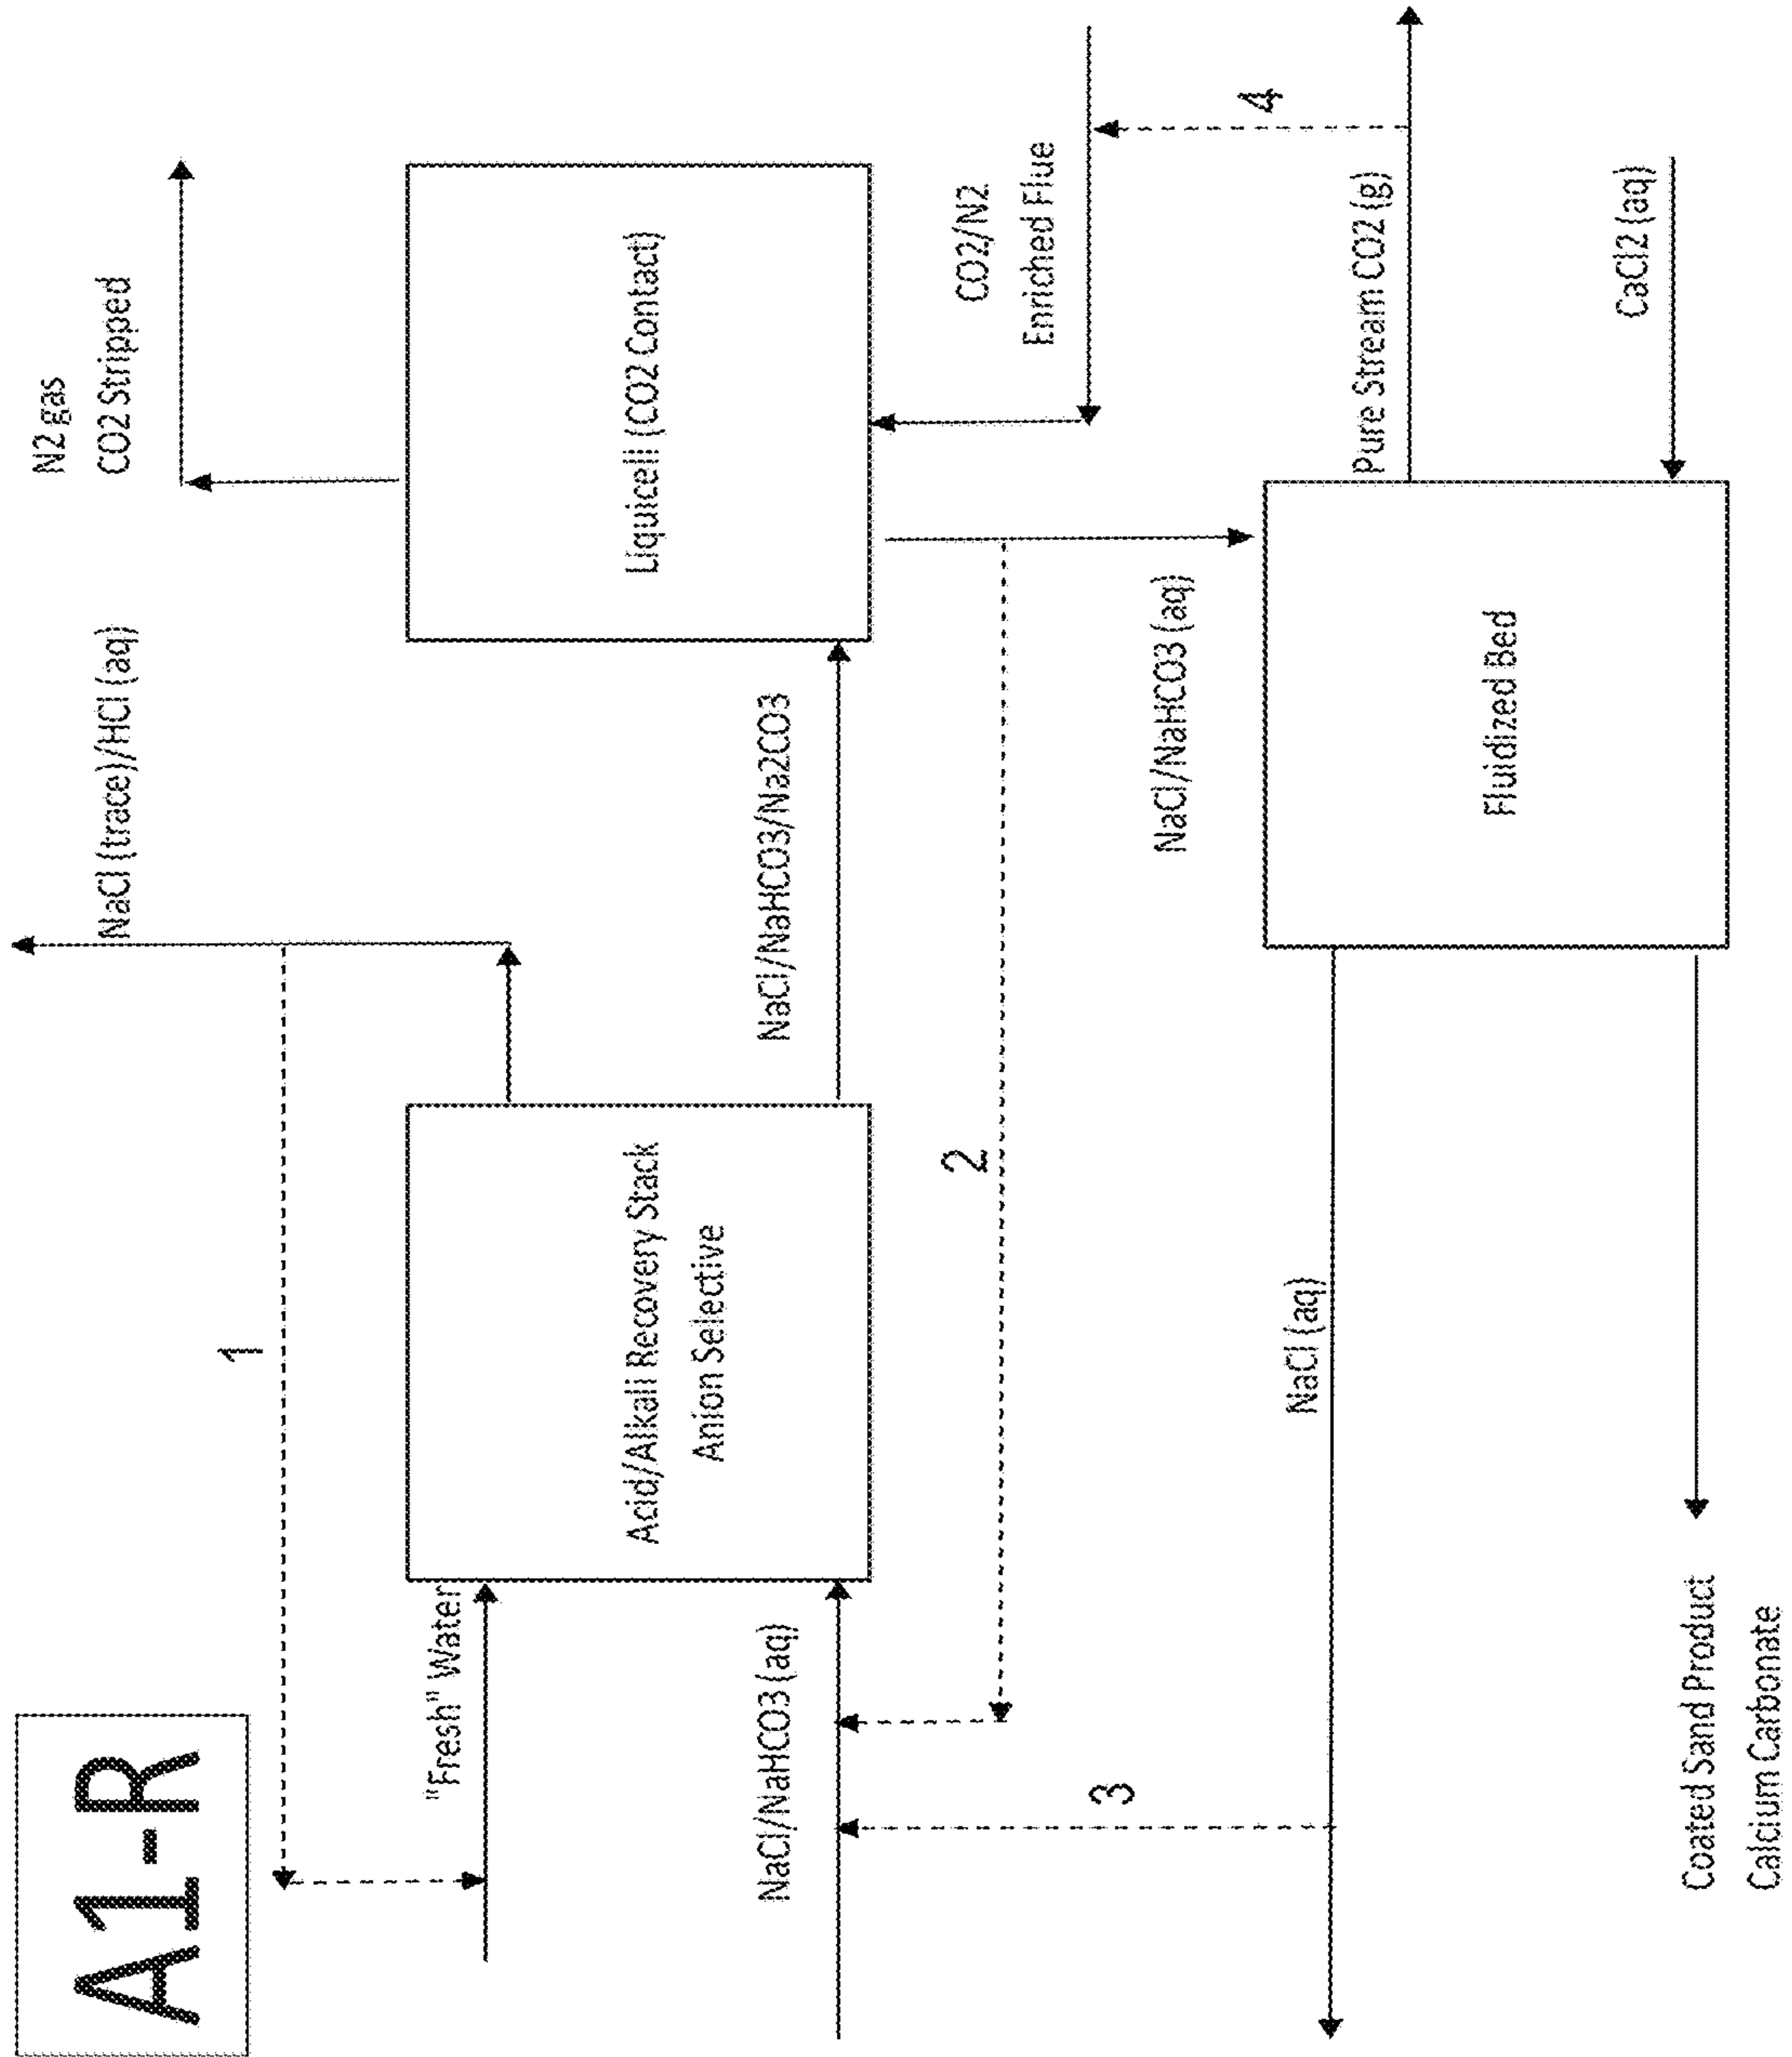 A1-R
N2 gas
CO2 Stripped
NaCl (trace)/HCl (aq)
1
"Fresh" Water
Acid/Alkali Recovery Stack
Anion Selective
Liquicell (CO2 Contact)
NaCl/NaHCO3/Na2CO3
NaCl/NaHCO3 (aq)
2
CO2/N2
Enriched Flue
3
NaCl/NaHCO3 (aq)
4
NaCl (aq)
Fluidized Bed
Pure Stream CO2 (g)
CaCl2 (aq)
Coated Sand Product
Calcium Carbonate